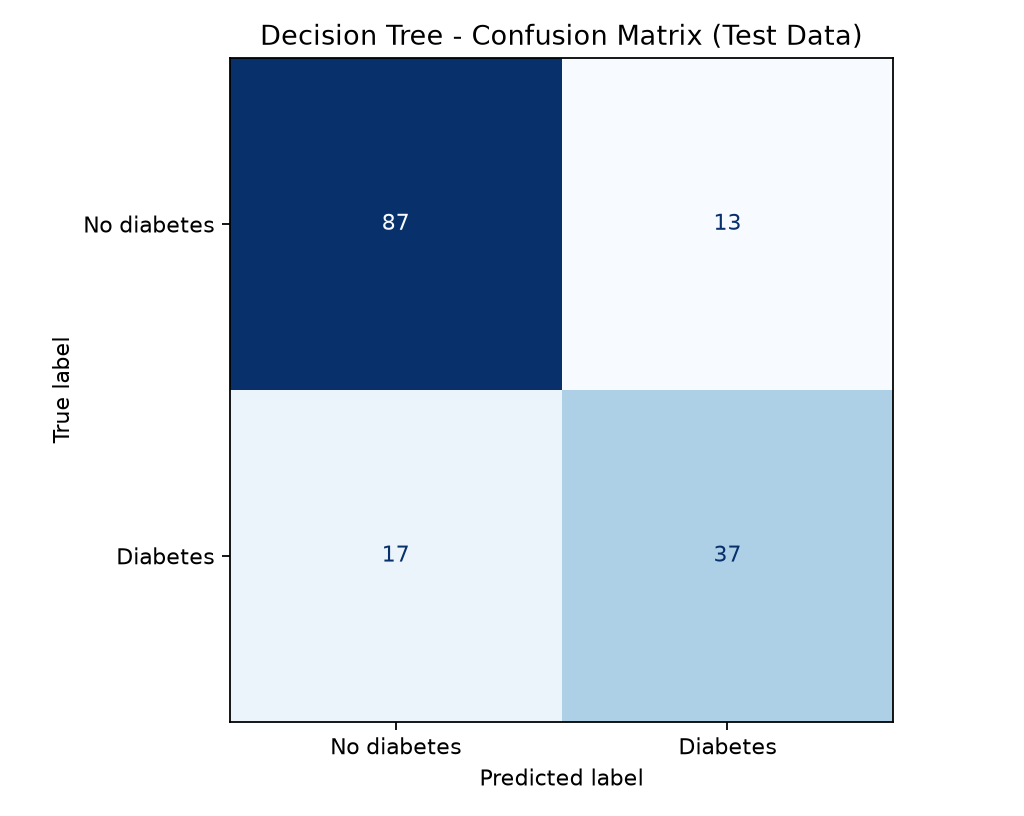 Decision Tree - Confusion Matrix (Test Data)
No diabetes
87
13
True label
Diabetes
17
37
No diabetes
Diabetes
Predicted label